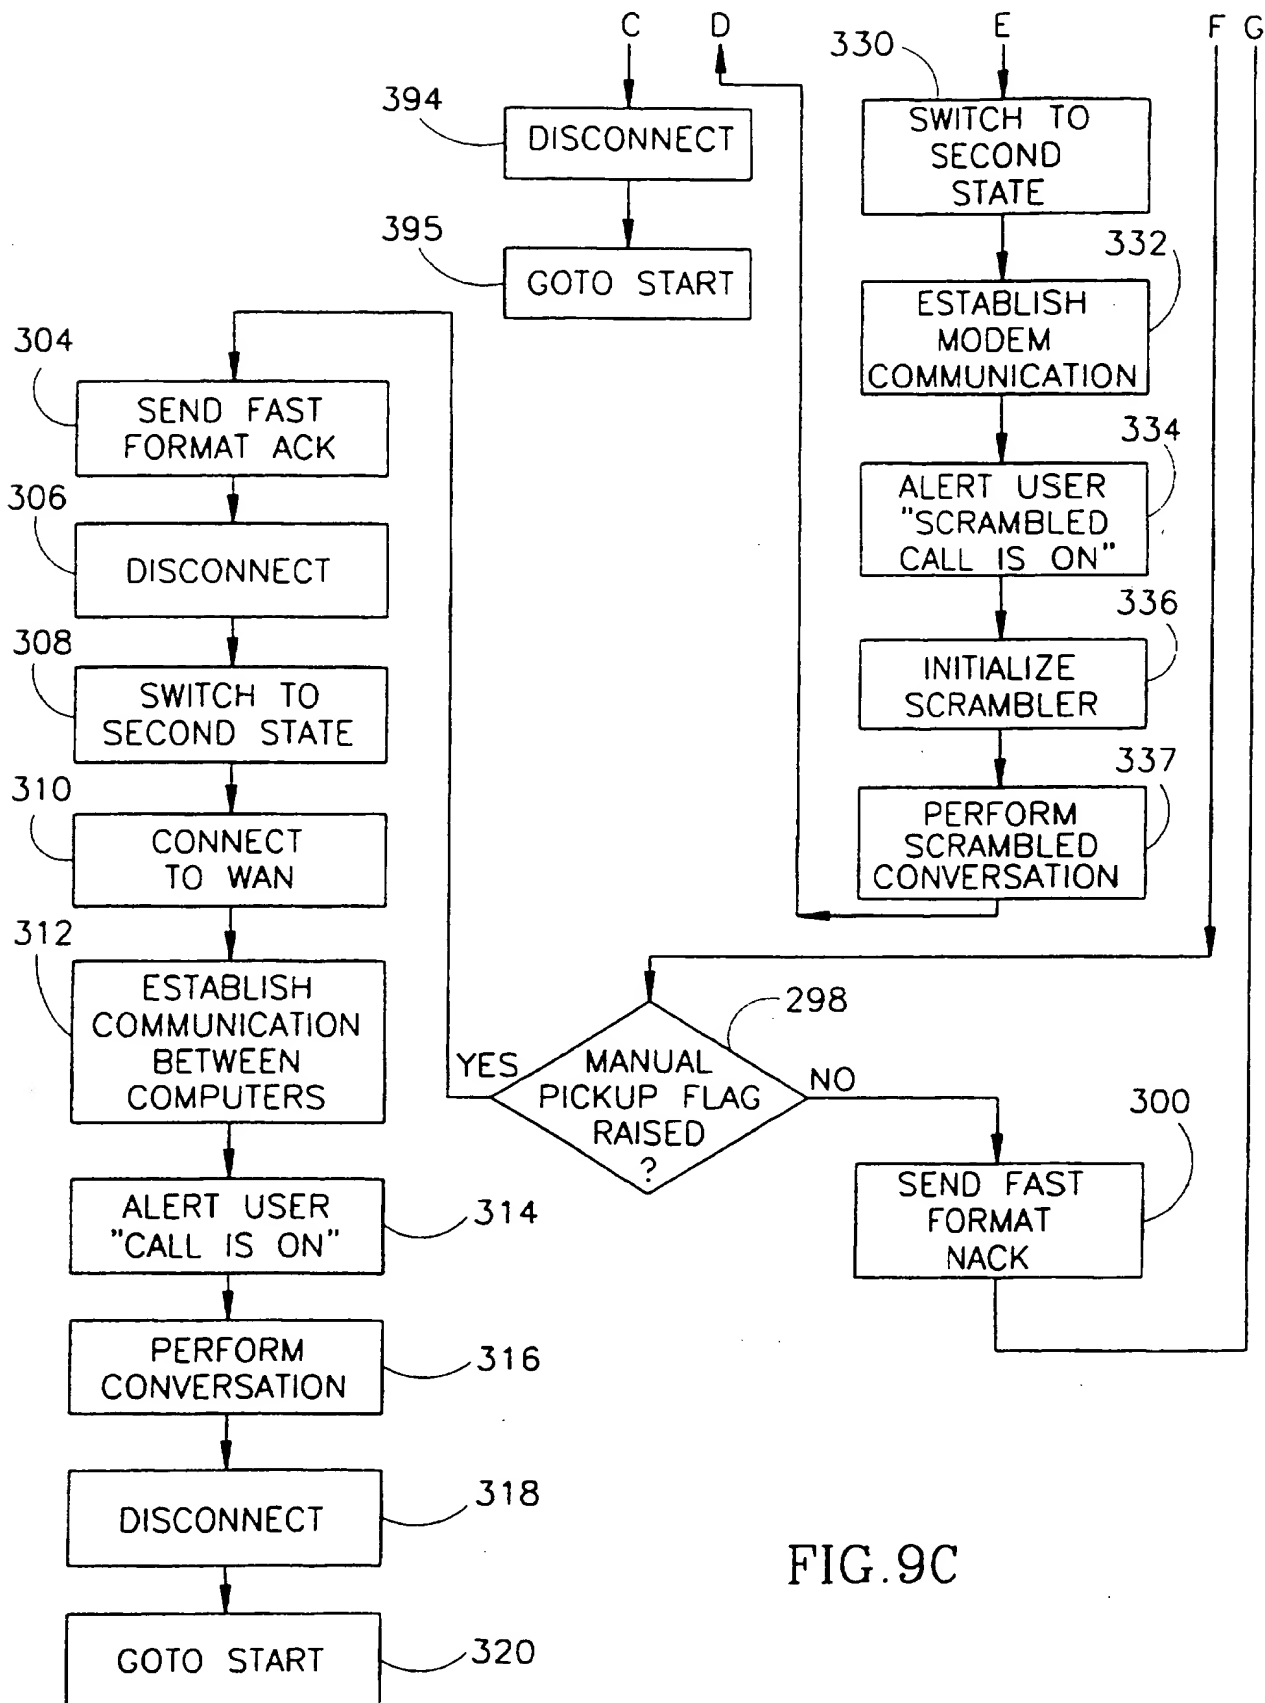 C
D
E
F
G
394
DISCONNECT
395
GOTO START
330
SWITCH TO
SECOND
STATE
332
ESTABLISH
MODEM
COMMUNICATION
334
ALERT USER
"SCRAMBLED
CALL IS ON"
336
INITIALIZE
SCRAMBLER
337
PERFORM
SCRAMBLED
CONVERSATION
304
SEND FAST
FORMAT ACK
306
DISCONNECT
308
SWITCH TO
SECOND STATE
310
CONNECT
TO WAN
312
ESTABLISH
COMMUNICATION
BETWEEN
COMPUTERS
ALERT USER
"CALL IS ON"
314
PERFORM
CONVERSATION
316
DISCONNECT
318
GOTO START
320
298
YES
MANUAL
PICKUP FLAG
RAISED
?
NO
300
SEND FAST
FORMAT
NACK
FIG.9C